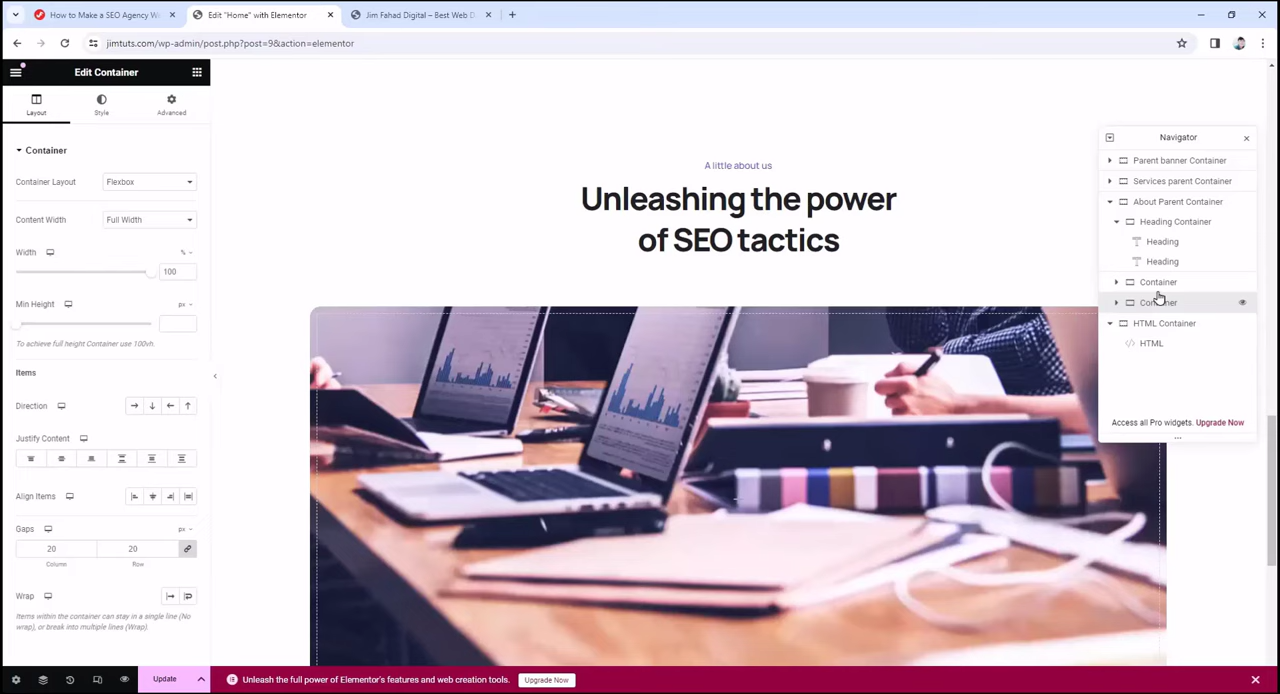 How to Make a SEO Agency W
Edit "Home" with Elementor
Jim Fahad Digital – Best Web D
jimtuts.com/wp-admin/post.php?post=9&action=elementor
Edit Container
Layout
Style
Advanced
Container
Container Layout
Flexbox
Content Width
Full Width
Width
%
100
Min Height
px
To achieve full height Container use 100vh.
Items
Direction
Justify Content
Align Items
Gaps
px
20
20
Column
Row
Wrap
Items within the container can stay in a single line (No
wrap), or break into multiple lines (Wrap).
Update
A little about us
Unleashing the power
of SEO tactics
Navigator
Parent banner Container
Services parent Container
About Parent Container
Heading Container
Heading
Heading
Container
Container
HTML Container
HTML
Access all Pro widgets. Upgrade Now
Unleash the full power of Elementor's features and web creation tools.
Upgrade Now